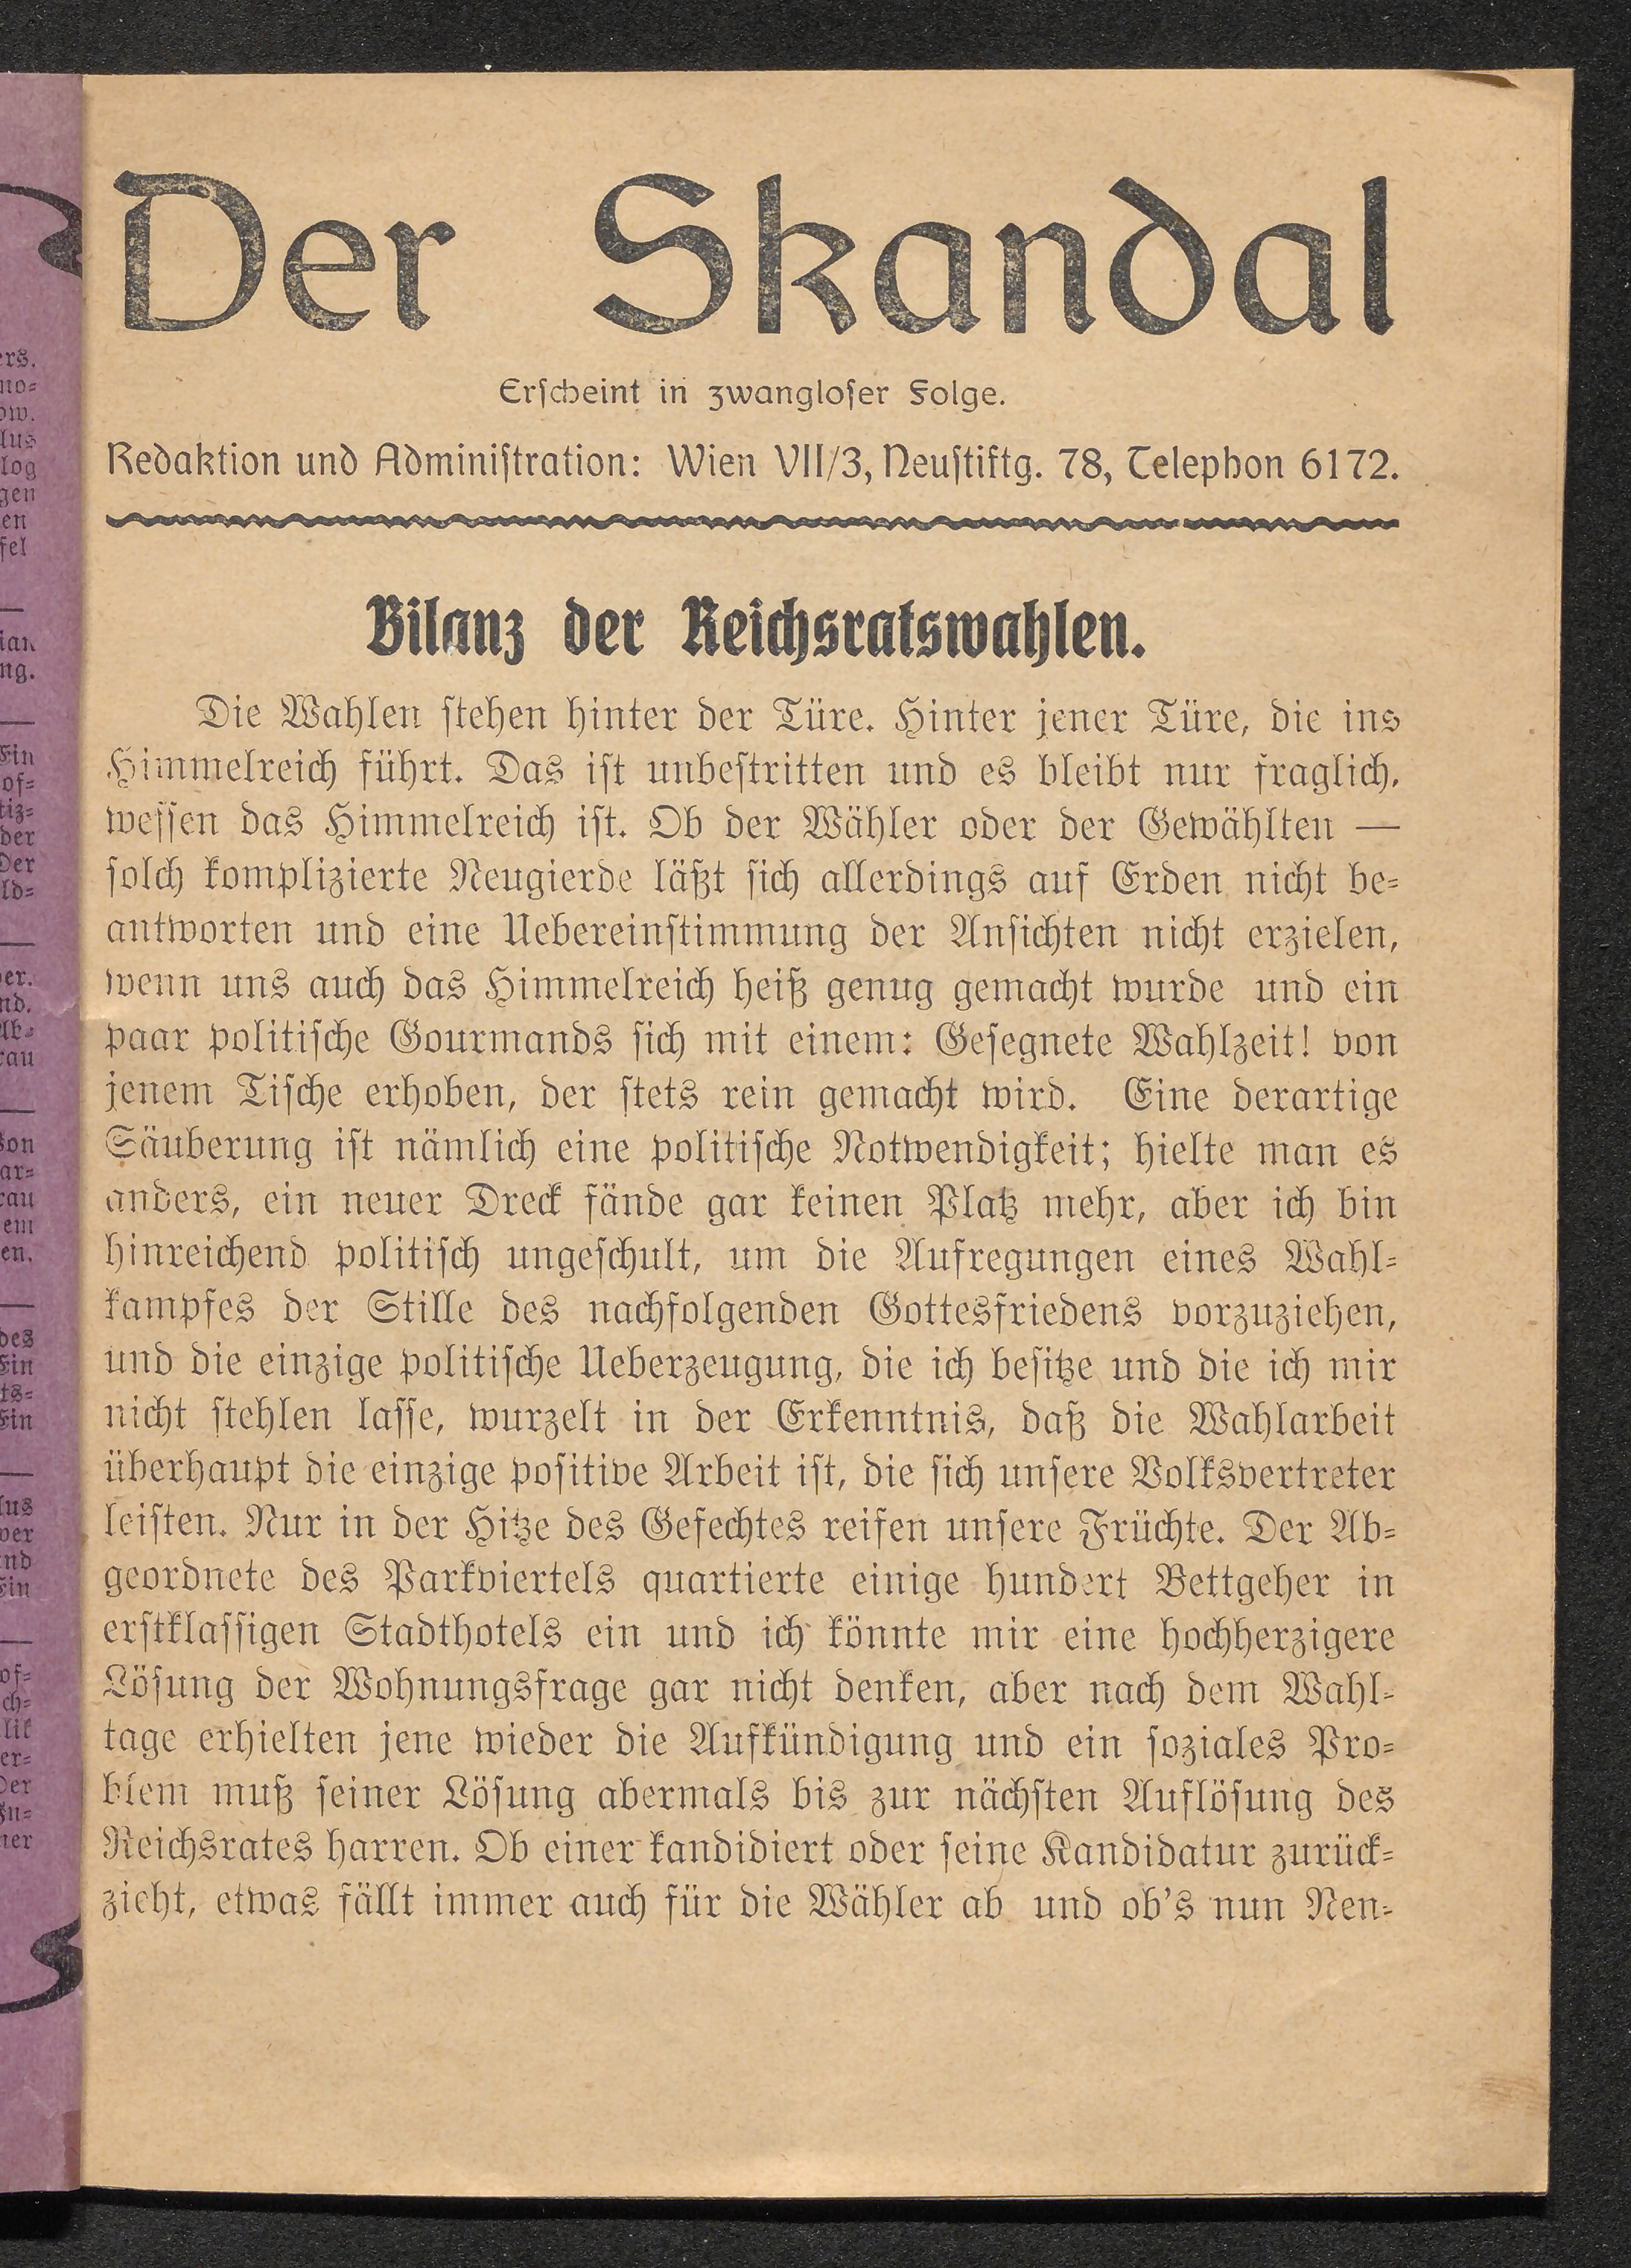 Der Skandal
Erscheint in zwangloser Folge.
Redaktion und Administration: Wien VII/3, Neustiftg. 78, Telephon 6172.
Bilanz der Reichsratswahlen.
Die Wahlen stehen hinter der Türe. Hinter jener Türe, die ins
Himmelreich führt. Das ist unbestritten und es bleibt nur fraglich,
wessen das Himmelreich ist. Ob der Wähler oder der Gewählten —
solch komplizierte Neugierde läßt sich allerdings auf Erden nicht be-
antworten und eine Uebereinstimmung der Ansichten nicht erzielen,
wenn uns auch das Himmelreich heiß genug gemacht wurde und ein
paar politische Gourmands sich mit einem: Gesegnete Wahlzeit! von
jenem Tische erhoben, der stets rein gemacht wird. Eine derartige
Säuberung ist nämlich eine politische Notwendigkeit; hielte man es
anders, ein neuer Dreck fände gar keinen Platz mehr, aber ich bin
hinreichend politisch ungeschult, um die Aufregungen eines Wahl-
kampfes der Stille des nachfolgenden Gottesfriedens vorzuziehen,
und die einzige politische Ueberzeugung, die ich besitze und die ich mir
nicht stehlen lasse, wurzelt in der Erkenntnis, daß die Wahlarbeit
überhaupt die einzige positive Arbeit ist, die sich unsere Volksvertreter
leisten. Nur in der Hitze des Gefechtes reifen unsere Früchte. Der Ab-
geordnete des Parkviertels quartierte einige hundert Bettgeher in
erstklassigen Stadthotels ein und ich könnte mir eine hochherzigere
Lösung der Wohnungsfrage gar nicht denken, aber nach dem Wahl-
tage erhielten jene wieder die Aufkündigung und ein soziales Pro-
blem muß seiner Lösung abermals bis zur nächsten Auflösung des
Reichsrates harren. Ob einer kandidiert oder seine Kandidatur zurück-
zieht, etwas fällt immer auch für die Wähler ab und ob's nun Nen-